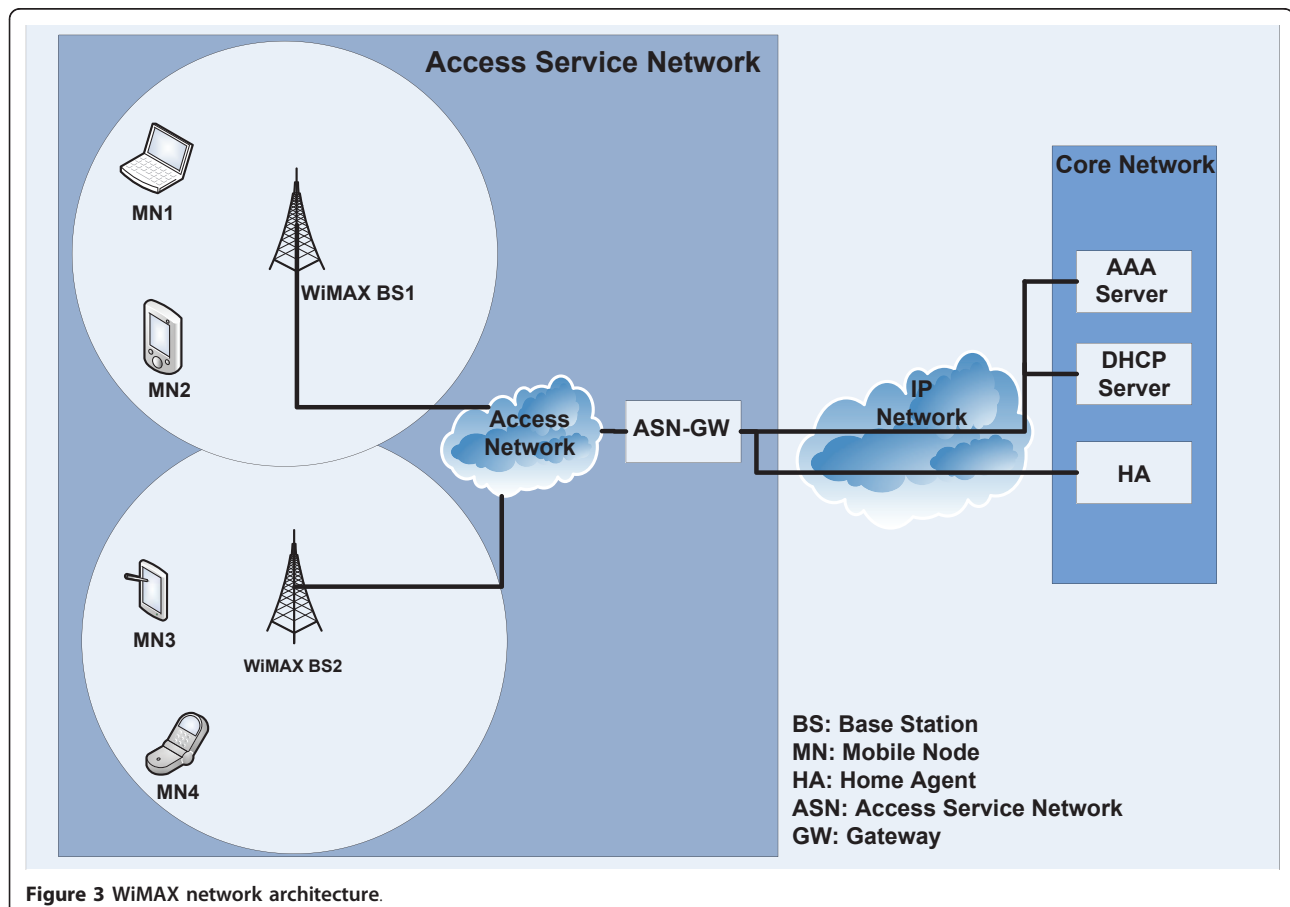 Access Service Network
MN1
WiMAX BS1
MN2
Access
Network
ASN-GW
MN3
WiMAX BS2
MN4
IP
Network
Core Network
AAA
Server
DHCP
Server
HA
BS: Base Station
MN: Mobile Node
HA: Home Agent
ASN: Access Service Network
GW: Gateway
Figure 3 WiMAX network architecture.